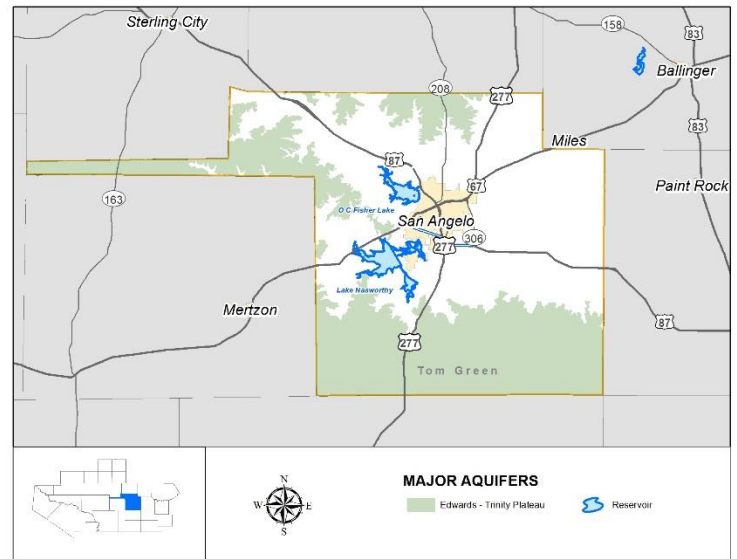 Sterling City
158
83
Ballinger
208
277
83
87
Miles
67
163
Paint Rock
O C Fisher Lake
San Angelo
306
277
Lake Nasworthy
Mertzon
87
277
Tom Green
N
W E
S
MAJOR AQUIFERS
Edwards - Trinity Plateau
Reservoir